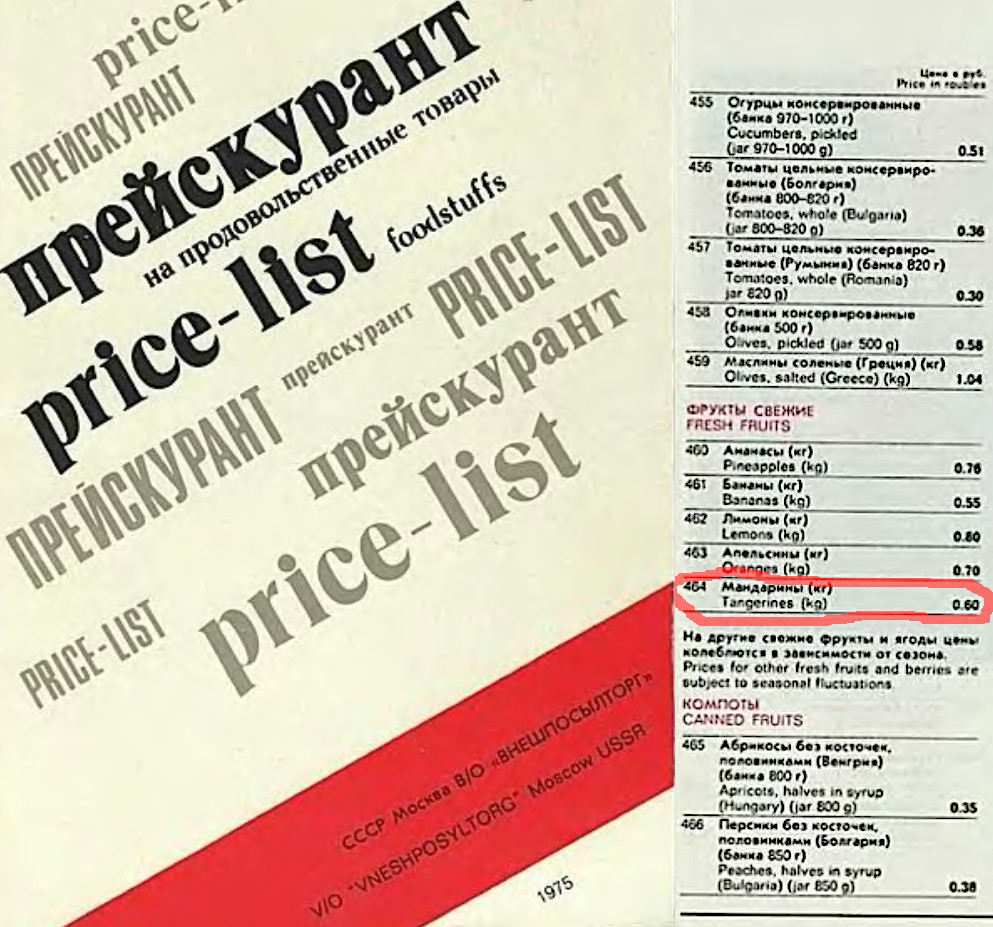 price-li
ПРЕЙСКУРАНТ
прейскурант
на продовольственные товары
price-list foodstuffs
PRICE-LIST
прейскурант
ПРЕЙСКУРАНТ
прейскурант
PRICE-LIST
price-list
СССР Москва В/О «ВНЕШПОСЫЛТОРГ»
V/O "VNESHPOSYLTORG" Moscow USSR
1975
Цена в руб.
Price in roubles
455 Огурцы консервированные
(банка 970–1000 г)
Cucumbers, pickled
(jar 970–1000 g) 0.51
456 Томаты цельные консервиро-
ванные (Болгария)
(банка 800–820 г)
Tomatoes, whole (Bulgaria)
(jar 800–820 g) 0.36
457 Томаты цельные консервиро-
ванные (Румыния) (банка 820 г)
Tomatoes, whole (Romania)
jar 820 g) 0.30
458 Оливки консервированные
(банка 500 г)
Olives, pickled (jar 500 g) 0.58
459 Маслины соленые (Греция) (кг)
Olives, salted (Greece) (kg) 1.04
ФРУКТЫ СВЕЖИЕ
FRESH FRUITS
460 Ананасы (кг)
Pineapples (kg) 0.76
461 Бананы (кг)
Bananas (kg) 0.55
462 Лимоны (кг)
Lemons (kg) 0.80
463 Апельсины (кг)
Oranges (kg) 0.70
464 Мандарины (кг)
Tangerines (kg) 0.60
На другие свежие фрукты и ягоды цены
колеблются в зависимости от сезона.
Prices for other fresh fruits and berries are
subject to seasonal fluctuations
КОМПОТЫ
CANNED FRUITS
465 Абрикосы без косточек,
половинками (Венгрия)
(банка 800 г)
Apricots, halves in syrup
(Hungary) (jar 800 g) 0.35
466 Персики без косточек,
половинками (Болгария)
(банка 850 г)
Peaches, halves in syrup
(Bulgaria) (jar 850 g) 0.38